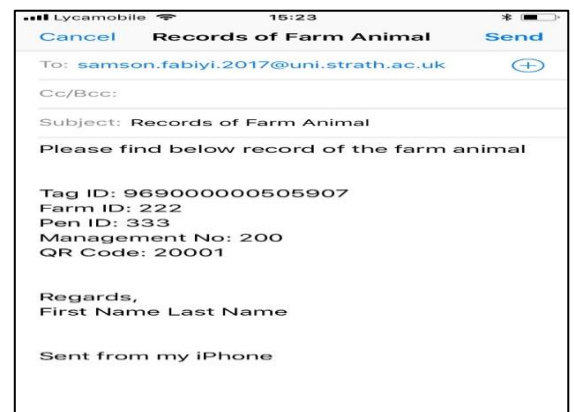 Lycamobile 15:23
Cancel Records of Farm Animal Send
To: samson.fabiyi.2017@uni.strath.ac.uk
Cc/Bcc:
Subject: Records of Farm Animal
Please find below record of the farm animal
Tag ID: 969000000505907
Farm ID: 222
Pen ID: 333
Management No: 200
QR Code: 20001
Regards,
First Name Last Name
Sent from my iPhone